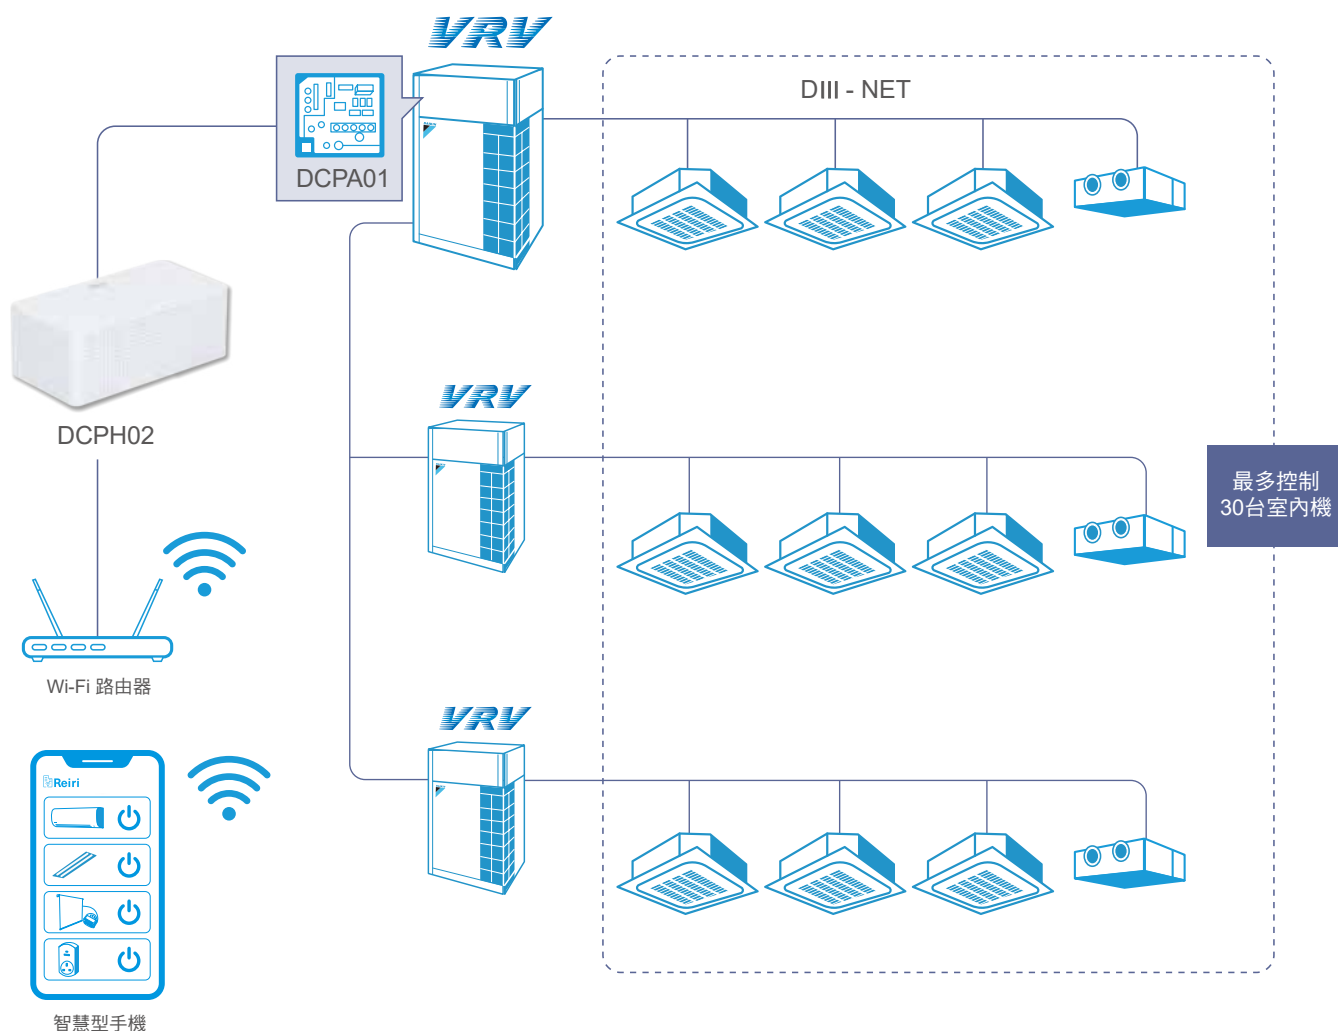 VRV
DIII - NET
DCPA01
DCPH02
VRV
最多控制
30台室內機
Wi-Fi 路由器
VRV
Reiri
智慧型手機